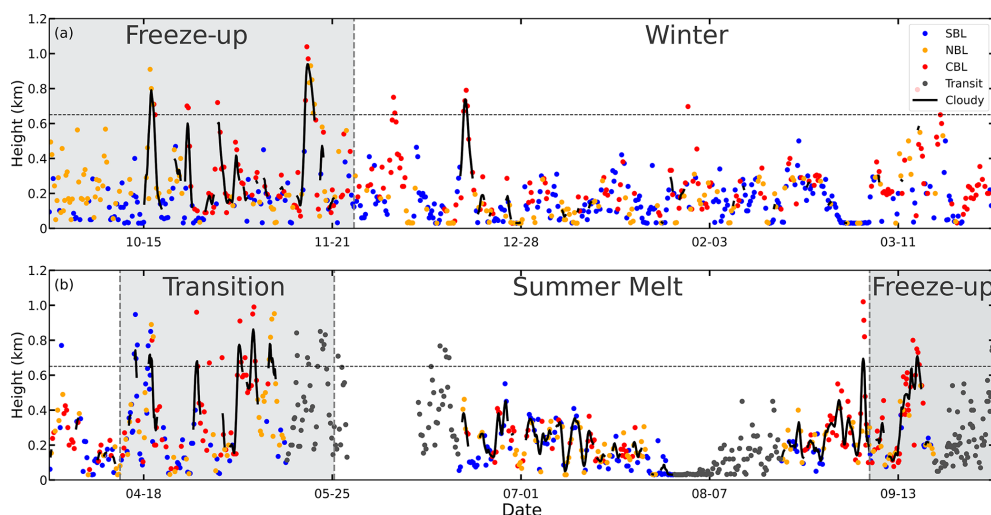 (a)
Freeze-up
Winter
SBL
NBL
CBL
Transit
Cloudy
Height (km)
1.2
1.0
0.8
0.6
0.4
0.2
0
10-15
11-21
12-28
02-03
03-11
(b)
Transition
Summer Melt
Freeze-up
Height (km)
1.2
1.0
0.8
0.6
0.4
0.2
0
04-18
05-25
07-01
08-07
09-13
Date